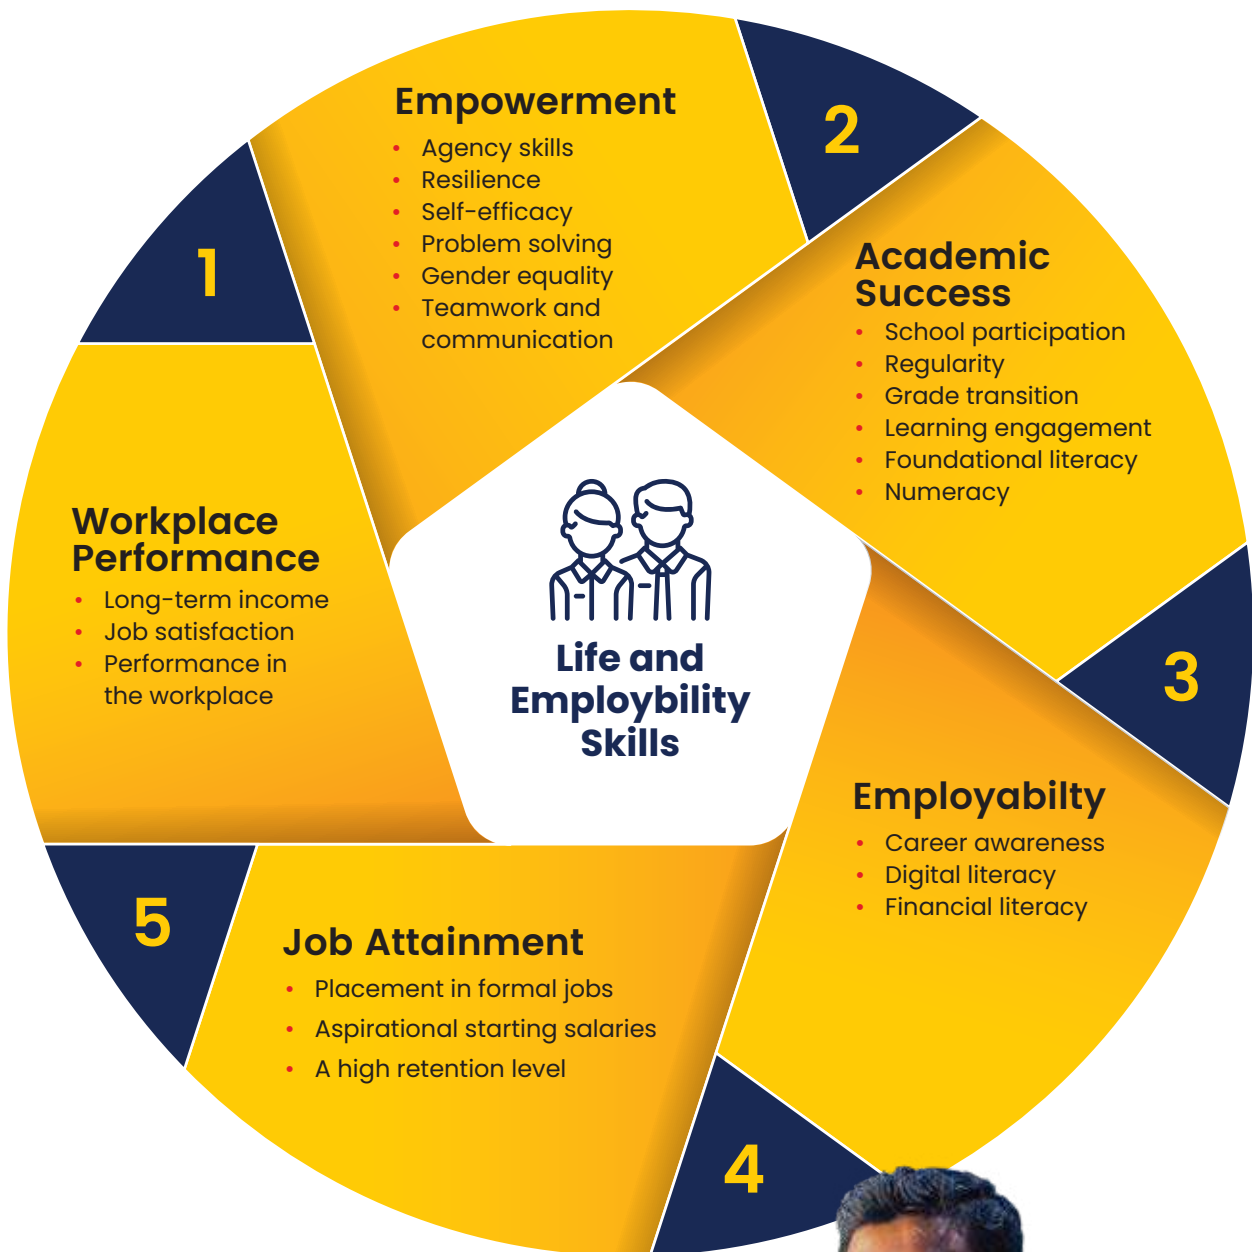 1
Empowerment
• Agency skills
• Resilience
• Self-efficacy
• Problem solving
• Gender equality
• Teamwork and
communication
2
Academic
Success
• School participation
• Regularity
• Grade transition
• Learning engagement
• Foundational literacy
• Numeracy
3
Employabilty
• Career awareness
• Digital literacy
• Financial literacy
4
Job Attainment
• Placement in formal jobs
• Aspirational starting salaries
• A high retention level
5
Workplace
Performance
• Long-term income
• Job satisfaction
• Performance in
the workplace
Life and
Employbility
Skills